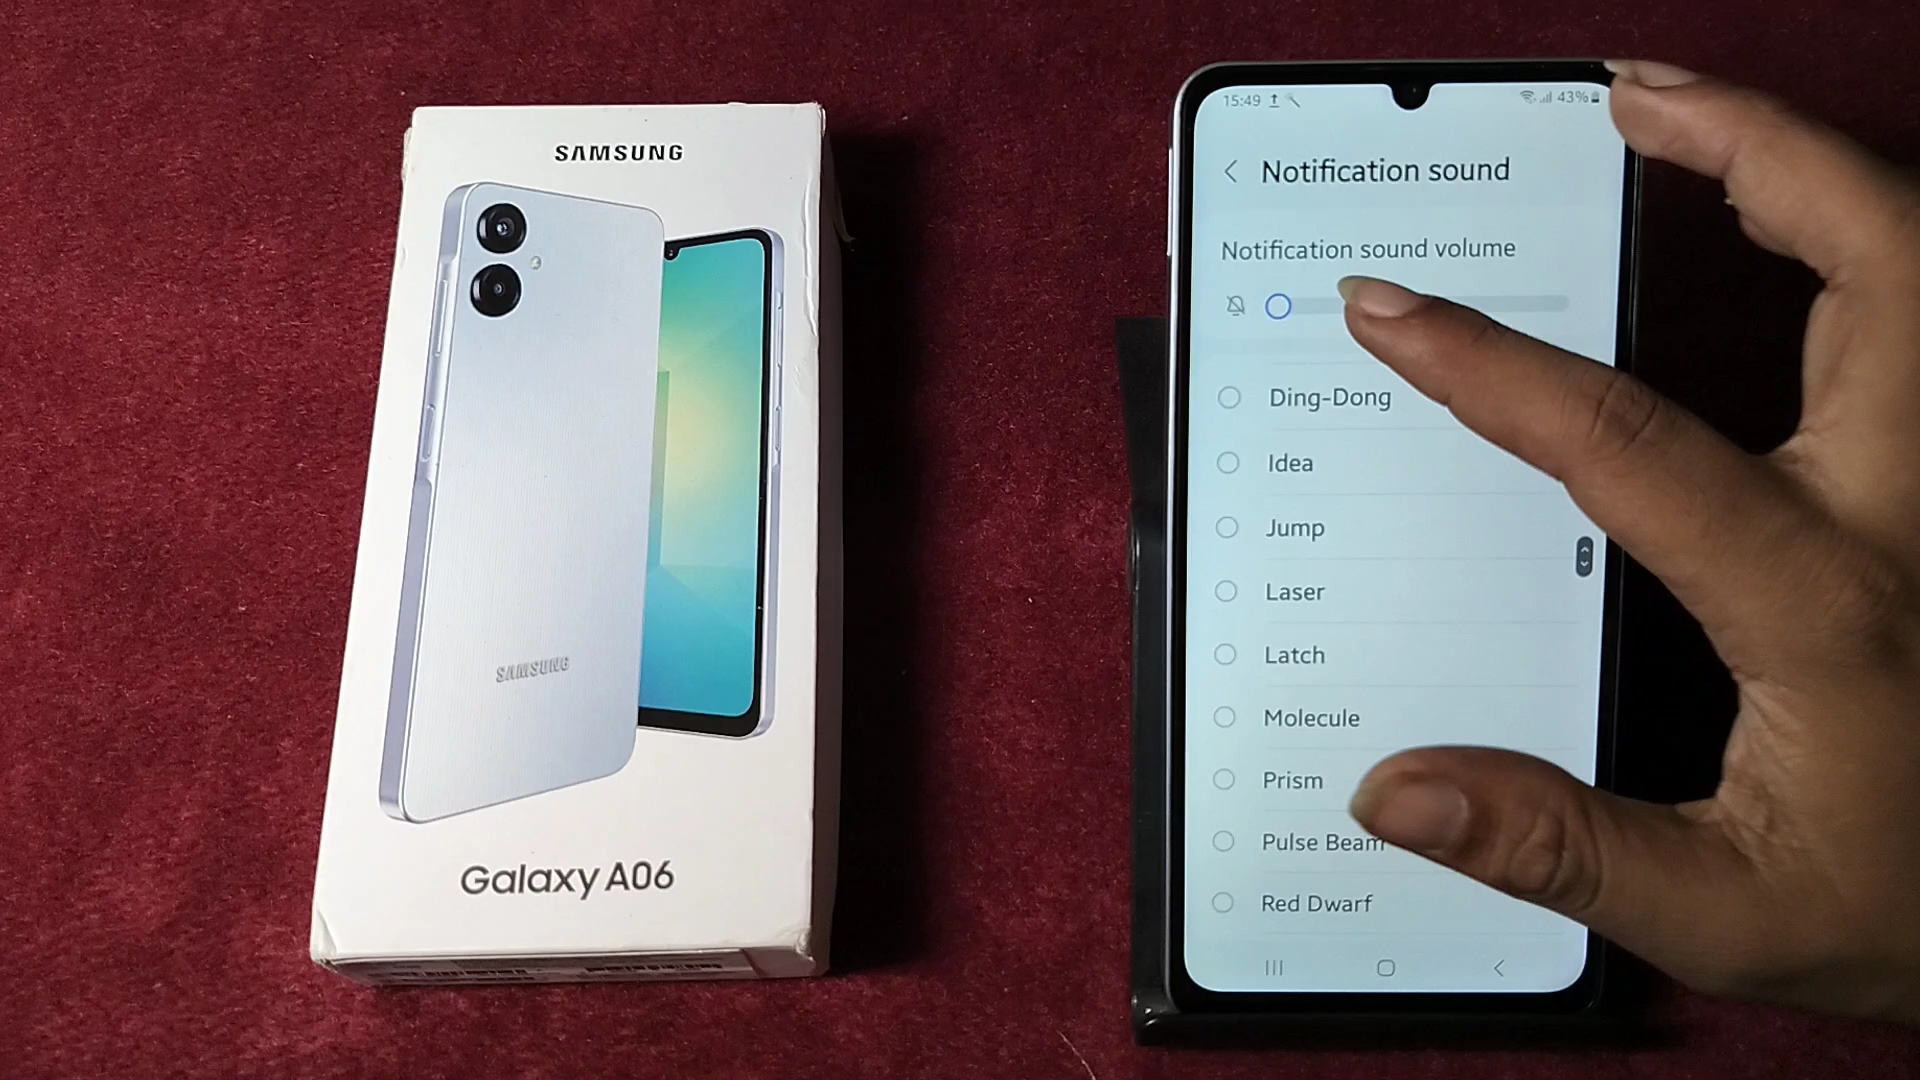 SAMSUNG
SAMSUNG
Galaxy A06
15:49
43%
Notification sound
Notification sound volume
Ding-Dong
Idea
Jump
Laser
Latch
Molecule
Prism
Pulse Beam
Red Dwarf